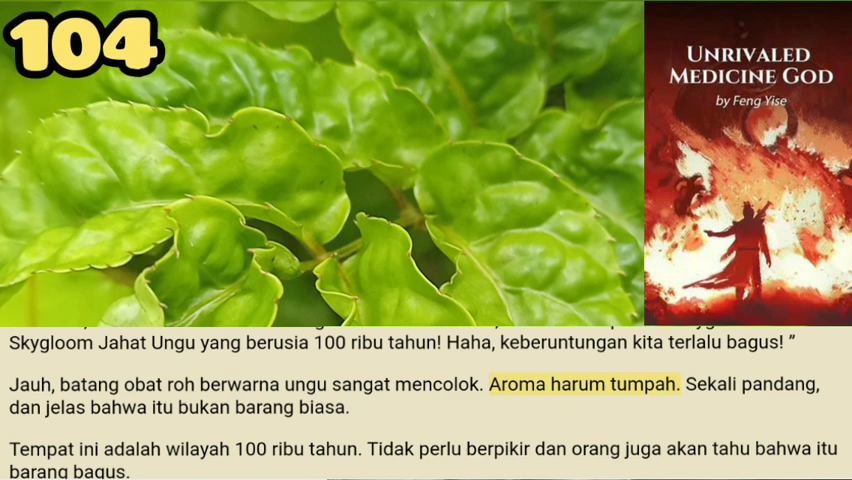 104
UNRIVALED
MEDICINE GOD
by Feng Yise
Skygloom Jahat Ungu yang berusia 100 ribu tahun! Haha, keberuntungan kita terlalu bagus! ”
Jauh, batang obat roh berwarna ungu sangat mencolok. Aroma harum tumpah. Sekali pandang,
dan jelas bahwa itu bukan barang biasa.
Tempat ini adalah wilayah 100 ribu tahun. Tidak perlu berpikir dan orang juga akan tahu bahwa itu
barang bagus.